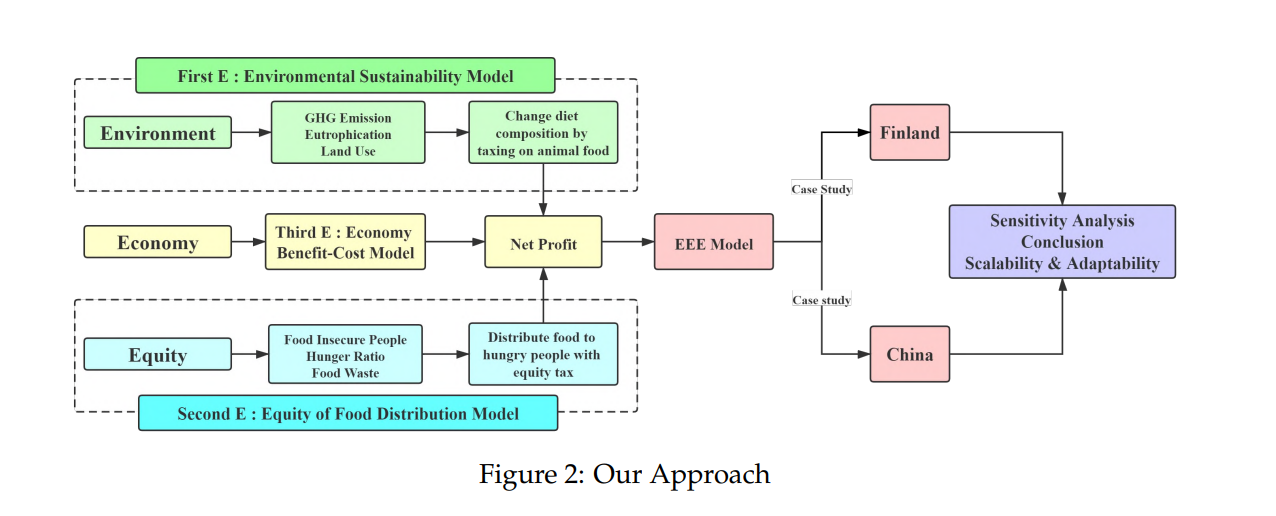 First E : Environmental Sustainability Model
Environment
GHG Emission
Eutrophication
Land Use
Change diet
composition by
taxing on animal food
Economy
Third E : Economy
Benefit-Cost Model
Net Profit
EEE Model
Equity
Food Insecure People
Hunger Ratio
Food Waste
Distribute food to
hungry people with
equity tax
Second E : Equity of Food Distribution Model
Case Study
Case study
Finland
China
Sensitivity Analysis
Conclusion
Scalability & Adaptability
Figure 2: Our Approach